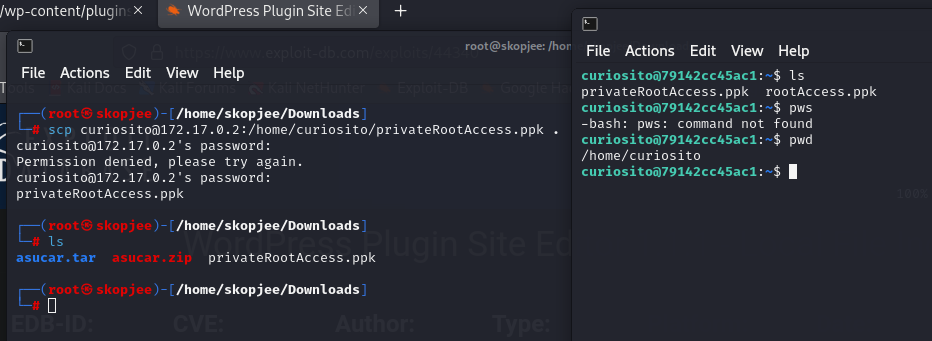 /wp-content/plugins
WordPress Plugin Site Edi
root@skopjee: /home
File Actions Edit View Help
┌──(root㉿skopjee)-[/home/skopjee/Downloads]
└─# scp curiosito@172.17.0.2:/home/curiosito/privateRootAccess.ppk .
curiosito@172.17.0.2's password:
Permission denied, please try again.
curiosito@172.17.0.2's password:
privateRootAccess.ppk
┌──(root㉿skopjee)-[/home/skopjee/Downloads]
└─# ls
asucar.tar asucar.zip privateRootAccess.ppk
┌──(root㉿skopjee)-[/home/skopjee/Downloads]
└─#
WordPress Plugin Site Edi
EDB-ID: CVE: Author: Type:
File Actions Edit View Help
curiosito@79142cc45ac1:~$ ls
privateRootAccess.ppk rootAccess.ppk
curiosito@79142cc45ac1:~$ pws
-bash: pws: command not found
curiosito@79142cc45ac1:~$ pwd
/home/curiosito
curiosito@79142cc45ac1:~$